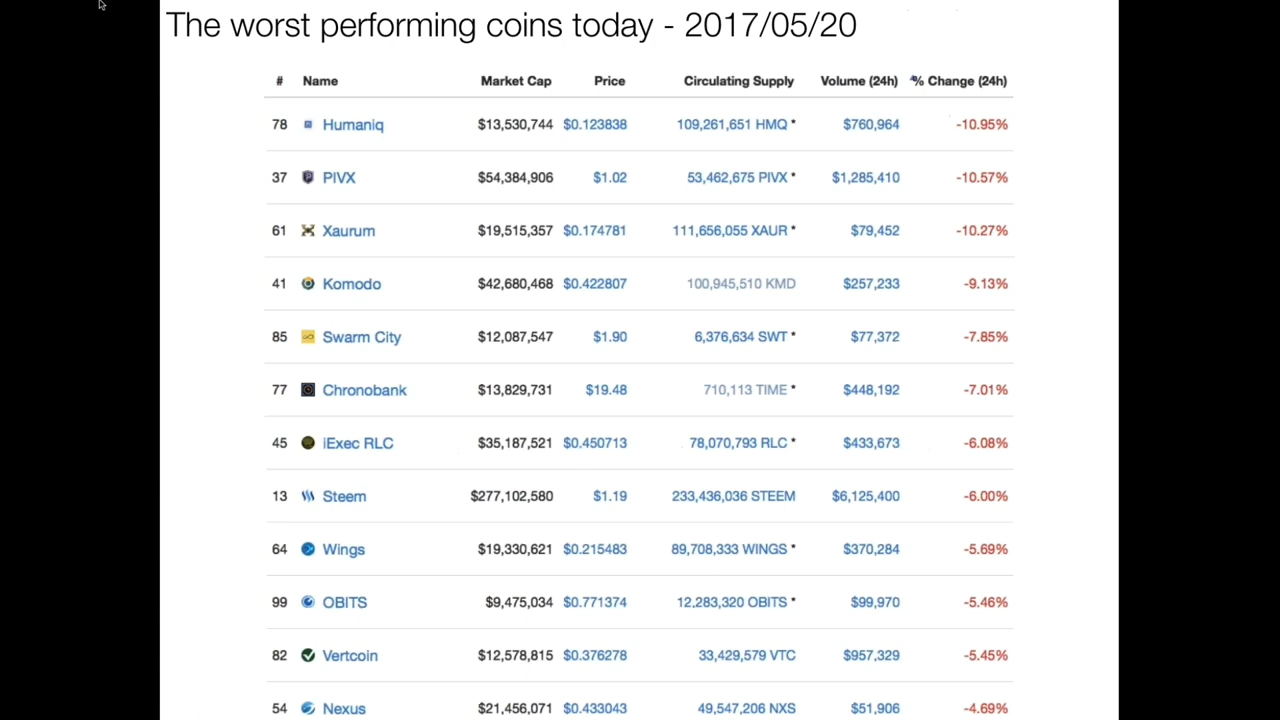 The worst performing coins today - 2017/05/20
# Name Market Cap Price Circulating Supply Volume (24h) % Change (24h)
78 Humaniq $13,530,744 $0.123838 109,261,651 HMQ * $760,964 -10.95%
37 PIVX $54,384,906 $1.02 53,462,675 PIVX * $1,285,410 -10.57%
61 Xaurum $19,515,357 $0.174781 111,656,055 XAUR * $79,452 -10.27%
41 Komodo $42,680,468 $0.422807 100,945,510 KMD $257,233 -9.13%
85 Swarm City $12,087,547 $1.90 6,376,634 SWT * $77,372 -7.85%
77 Chronobank $13,829,731 $19.48 710,113 TIME * $448,192 -7.01%
45 iExec RLC $35,187,521 $0.450713 78,070,793 RLC * $433,673 -6.08%
13 Steem $277,102,580 $1.19 233,436,036 STEEM $6,125,400 -6.00%
64 Wings $19,330,621 $0.215483 89,708,333 WINGS * $370,284 -5.69%
99 OBITS $9,475,034 $0.771374 12,283,320 OBITS * $99,970 -5.46%
82 Vertcoin $12,578,815 $0.376278 33,429,579 VTC $957,329 -5.45%
54 Nexus $21,456,071 $0.433043 49,547,206 NXS $51,906 -4.69%